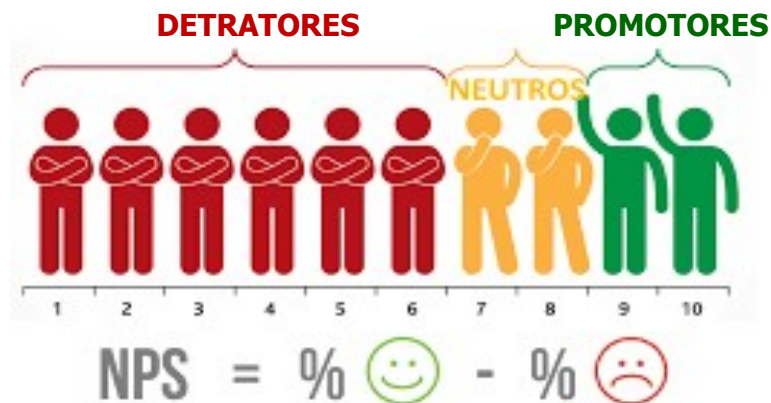 DETRATORES PROMOTORES
NEUTROS
1 2 3 4 5 6 7 8 9 10
NPS = % - %